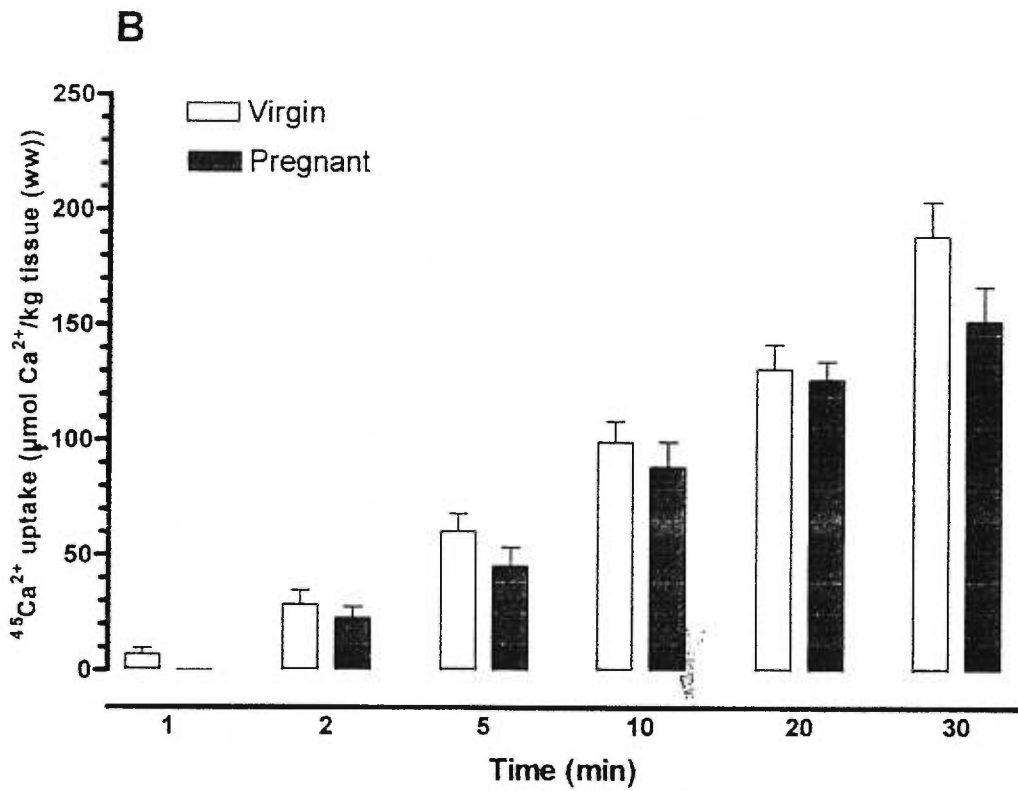 B
250
200
150
100
50
0
⁴⁵Ca²⁺ uptake (μmol Ca²⁺/kg tissue (ww))
Virgin
Pregnant
1 2 5 10 20 30
Time (min)